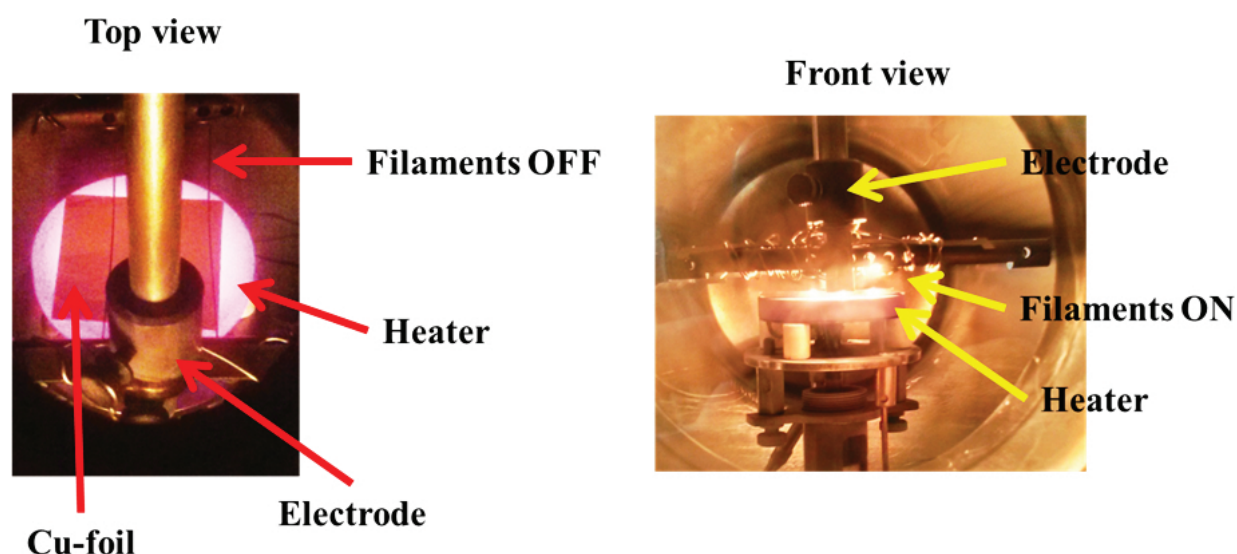 Top view
Filaments OFF
Heater
Electrode
Cu-foil
Front view
Electrode
Filaments ON
Heater